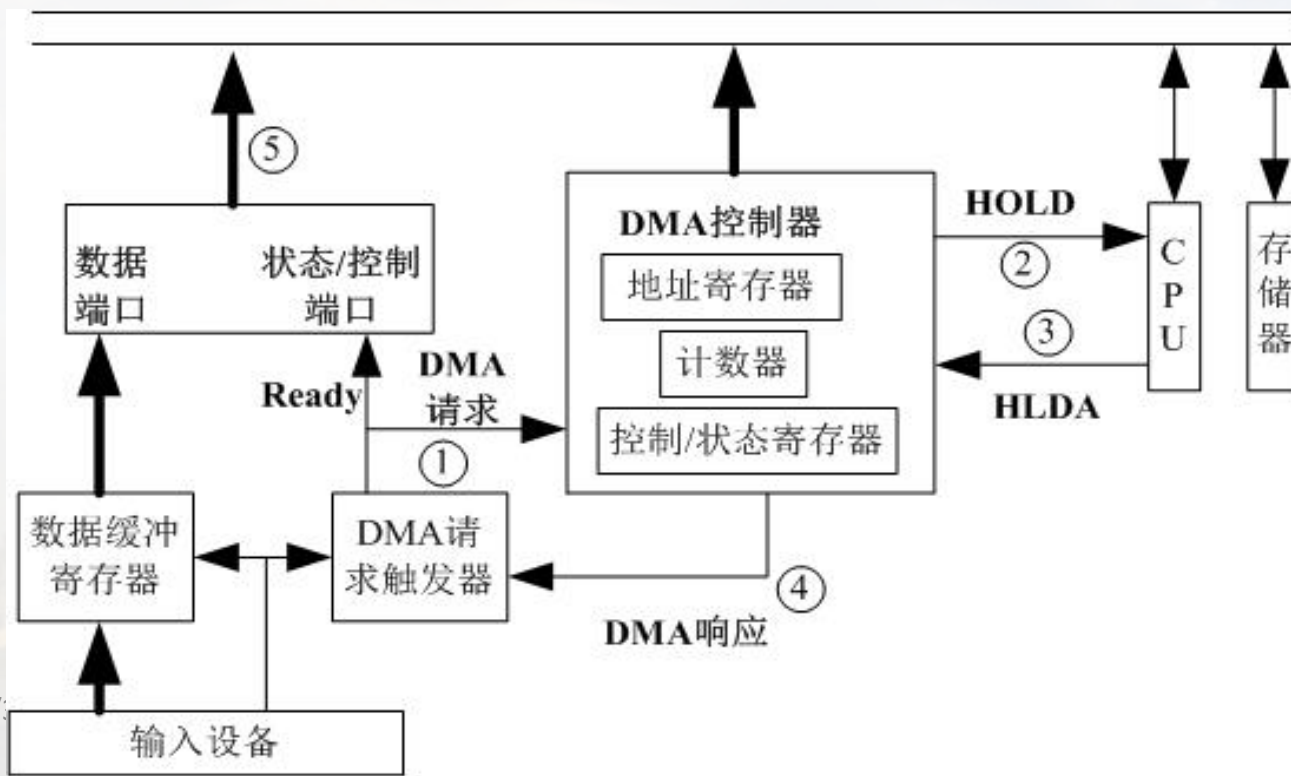 ⑤
数据
端口
状态/控制
端口
DMA控制器
地址寄存器
计数器
控制/状态寄存器
HOLD
②
③
HLDA
C
P
U
存
储
器
Ready
DMA
请求
①
数据缓冲
寄存器
DMA请
求触发器
④
DMA响应
输入设备